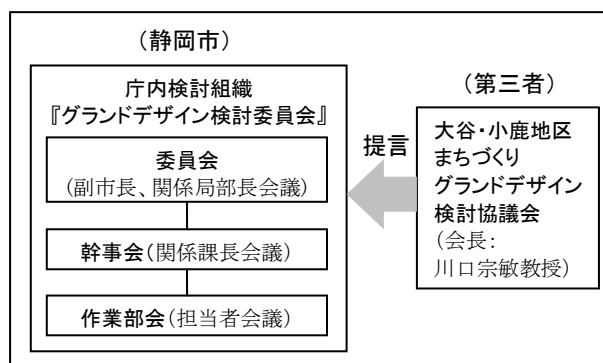 (静岡市)
庁内検討組織
『グランドデザイン検討委員会』
委員会
(副市長、関係局部長会議)
幹事会(関係課長会議)
作業部会(担当者会議)
提言
(第三者)
大谷・小鹿地区
まちづくり
グランドデザイン
検討協議会
(会長:
川口宗敏教授)